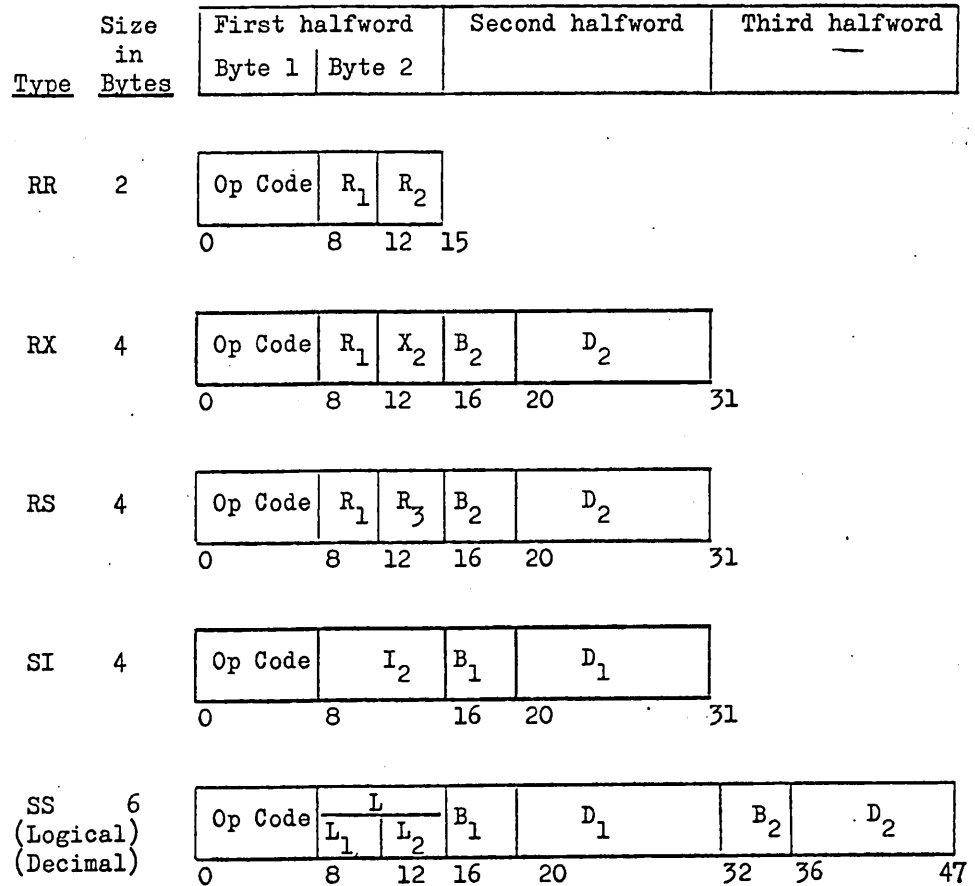 Size First halfword Second halfword Third halfword
in
Type Bytes Byte 1 Byte 2
RR 2 Op Code R1 R2
0 8 12 15
RX 4 Op Code R1 X2 B2 D2
0 8 12 16 20 31
RS 4 Op Code R1 R3 B2 D2
0 8 12 16 20 31
SI 4 Op Code I2 B1 D1
0 8 16 20 31
SS 6 Op Code L B1 D1 B2 D2
(Logical) L1 L2
(Decimal)
0 8 12 16 20 32 36 47